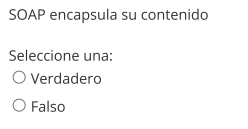 SOAP encapsula su contenido
Seleccione una:
Verdadero
Falso